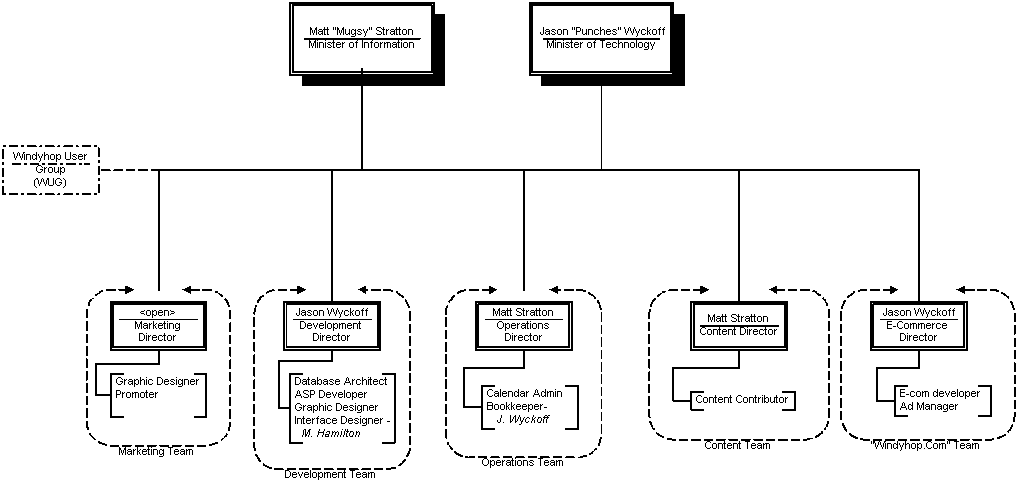 Matt "Mugsy" Stratton
Minister of Information
Jason "Punches" Wyckoff
Minister of Technology
Windyhop User
Group
(WUG)
<open>
Marketing
Director
Graphic Designer
Promoter
Marketing Team
Jason Wyckoff
Development
Director
Database Architect
ASP Developer
Graphic Designer
Interface Designer -
M. Hamilton
Development Team
Matt Stratton
Operations
Director
Calendar Admin
Bookkeeper-
J. Wyckoff
Operations Team
Matt Stratton
Content Director
Content Contributor
Content Team
Jason Wyckoff
E-Commerce
Director
E-com developer
Ad Manager
"Windyhop.Com" Team